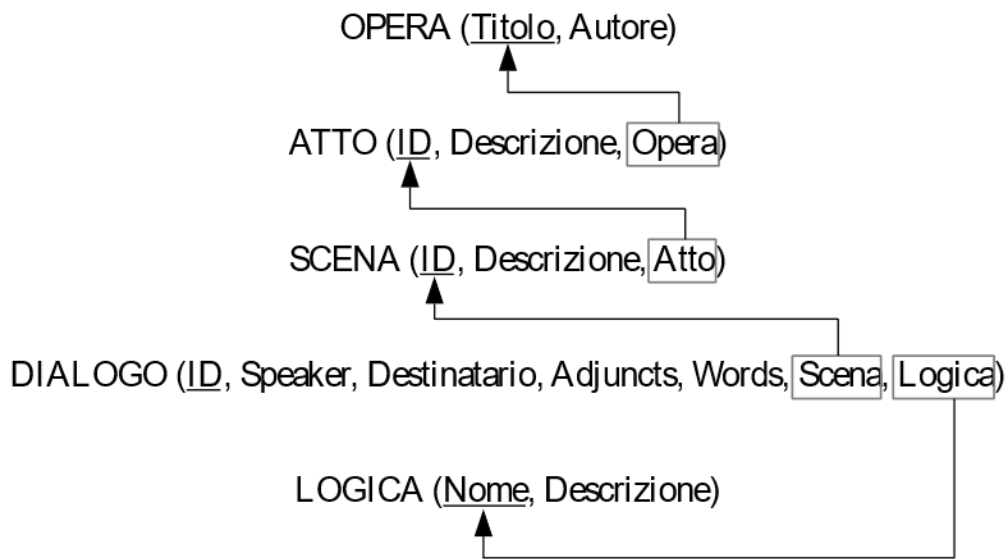 OPERA (Titolo, Autore)
ATTO (ID, Descrizione, Opera)
SCENA (ID, Descrizione, Atto)
DIALOGO (ID, Speaker, Destinatario, Adjuncts, Words, Scena, Logica)
LOGICA (Nome, Descrizione)